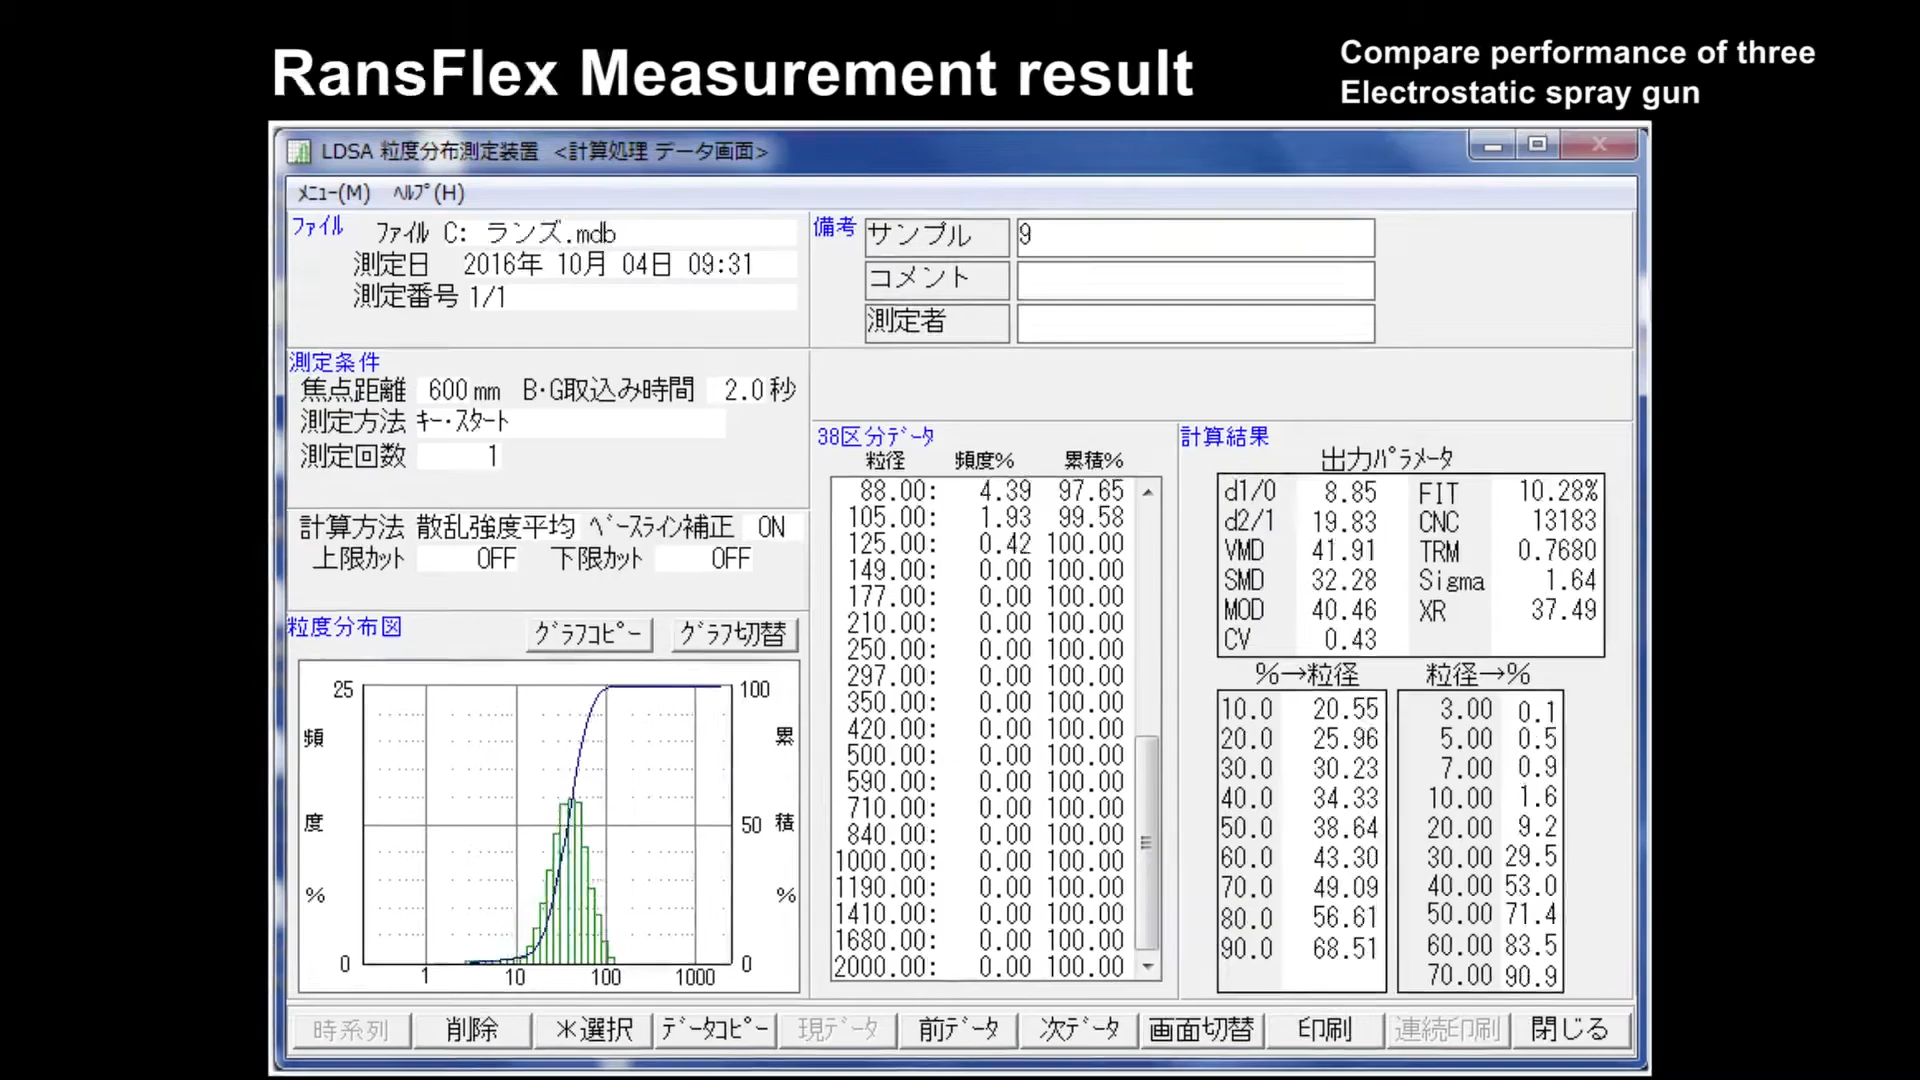 RansFlex Measurement result
Compare performance of three
Electrostatic spray gun
LDSA 粒度分布測定装置 <計算処理 データ画面>
ﾒﾆｭｰ(M) ﾍﾙﾌﾟ(H)
ﾌｧｲﾙ
ﾌｧｲﾙ C: ランズ.mdb
測定日 2016年 10月 04日 09:31
測定番号 1/1
備考
サンプル 9
コメント
測定者
測定条件
焦点距離 600 mm B･G取込み時間 2.0 秒
測定方法 ｷｰ･ｽﾀｰﾄ
測定回数 1
計算方法 散乱強度平均 ﾍﾞｰｽﾗｲﾝ補正 ON
上限ｶｯﾄ OFF 下限ｶｯﾄ OFF
粒度分布図
ｸﾞﾗﾌｺﾋﾟｰ ｸﾞﾗﾌ切替
25 100
頻 累
度 50 積
% %
0 0
1 10 100 1000
38区分ﾃﾞｰﾀ
粒径 頻度% 累積%
88.00: 4.39 97.65
105.00: 1.93 99.58
125.00: 0.42 100.00
149.00: 0.00 100.00
177.00: 0.00 100.00
210.00: 0.00 100.00
250.00: 0.00 100.00
297.00: 0.00 100.00
350.00: 0.00 100.00
420.00: 0.00 100.00
500.00: 0.00 100.00
590.00: 0.00 100.00
710.00: 0.00 100.00
840.00: 0.00 100.00
1000.00: 0.00 100.00
1190.00: 0.00 100.00
1410.00: 0.00 100.00
1680.00: 0.00 100.00
2000.00: 0.00 100.00
計算結果
出力ﾊﾟﾗﾒｰﾀ
d1/0 8.85 FIT 10.28%
d2/1 19.83 CNC 13183
VMD 41.91 TRM 0.7680
SMD 32.28 Sigma 1.64
MOD 40.46 XR 37.49
CV 0.43
%→粒径
10.0 20.55
20.0 25.96
30.0 30.23
40.0 34.33
50.0 38.64
60.0 43.30
70.0 49.09
80.0 56.61
90.0 68.51
粒径→%
3.00 0.1
5.00 0.5
7.00 0.9
10.00 1.6
20.00 9.2
30.00 29.5
40.00 53.0
50.00 71.4
60.00 83.5
70.00 90.9
時系列 削除 ＊選択 ﾃﾞｰﾀｺﾋﾟｰ 現ﾃﾞｰﾀ 前ﾃﾞｰﾀ 次ﾃﾞｰﾀ 画面切替 印刷 連続印刷 閉じる